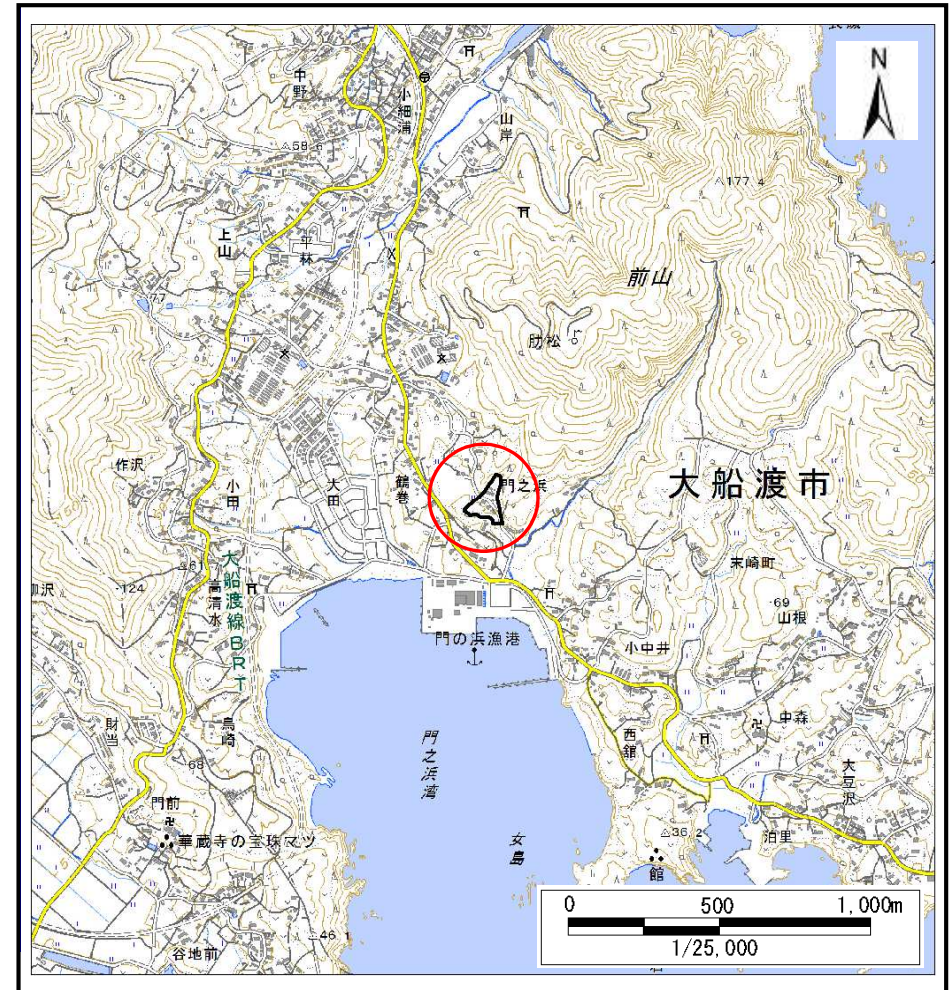 N
中野
小細浦
山岸
58.6
177.4
上山
平林
前山
77
肋松
作沢
小田
大田
鶴巻
門之浜
大船渡市
末崎町
124
61
高清水
大船渡線BRT
69
山根
門の浜漁港
小中井
財当
鳥崎
68
門之浜湾
西舘
中森
大豆沢
門前
華蔵寺の宝珠マツ
女島
36.2
館
泊里
46.1
谷地前
0 500 1,000m
1/25,000